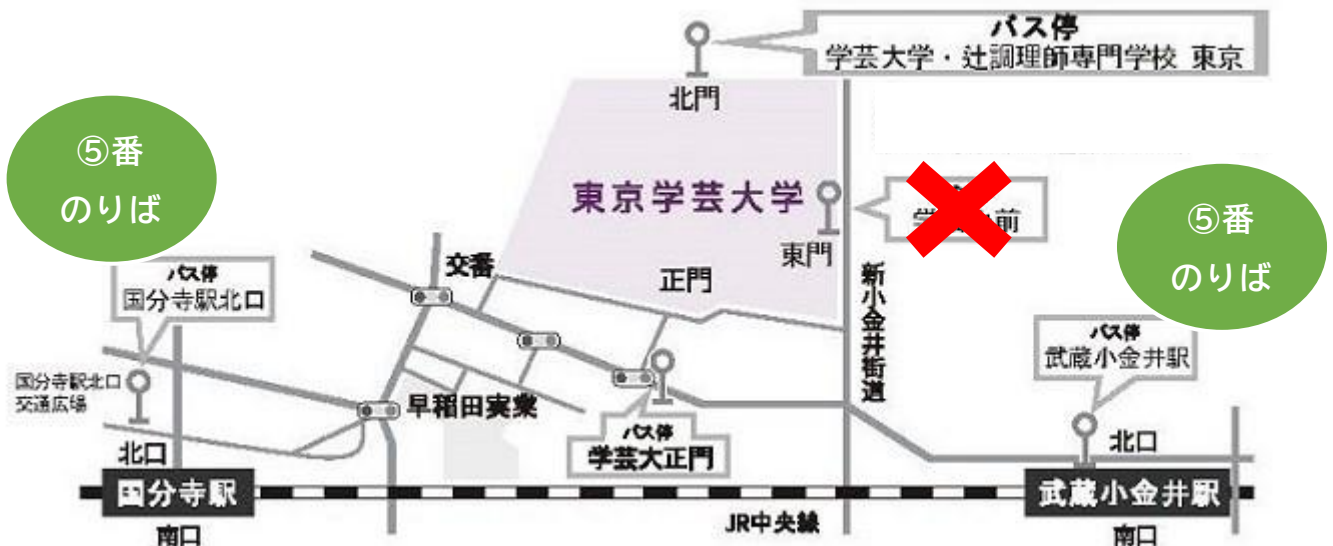 バス停
学芸大学・辻調理師専門学校 東京
北門
⑤番
のりば
東京学芸大学
前
⑤番
のりば
東門
交番
正門
新小金井街道
バス停
国分寺駅北口
バス停
武蔵小金井駅
国分寺駅北口
交通広場
早稲田実業
バス停
学芸大正門
北口
北口
国分寺駅
武蔵小金井駅
JR中央線
南口
南口